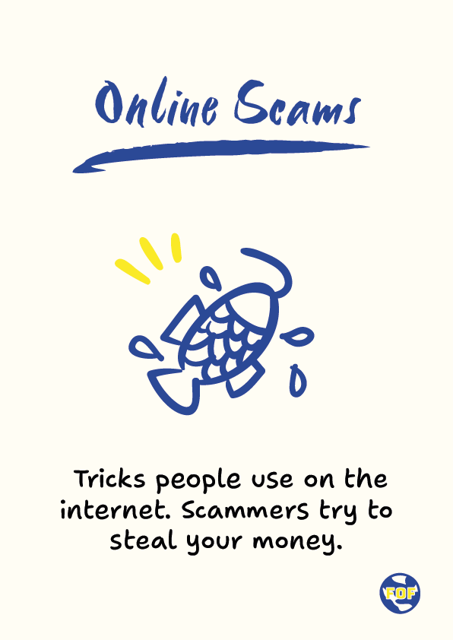 Online Scams
Tricks people use on the
internet. Scammers try to
steal your money.
EOF